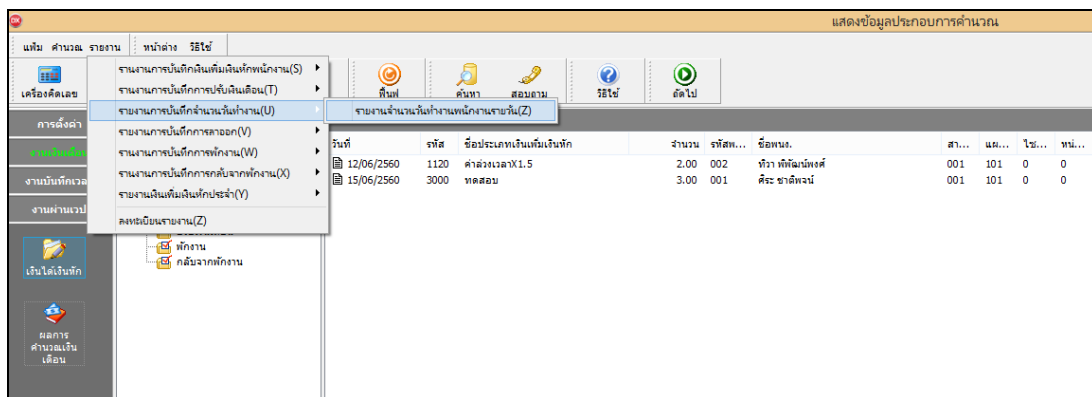 แสดงข้อมูลประกอบการคำนวณ
แฟ้ม คำนวณ รายงาน หน้าต่าง วิธีใช้
เครื่องคิดเลข ฟื้นฟู ค้นหา สอบถาม วิธีใช้ ถัดไป
รายงานการบันทึกเงินเพิ่มเงินหักพนักงาน(S)
รายงานการบันทึกการปรับเงินเดือน(T)
รายงานการบันทึกจำนวนวันทำงาน(U)
รายงานจำนวนวันทำงานพนักงานรายวัน(Z)
รายงานการบันทึกการลาออก(V)
รายงานการบันทึกการพักงาน(W)
รายงานการบันทึกการกลับจากพักงาน(X)
รายงานเงินเพิ่มเงินหักประจำ(Y)
ลงทะเบียนรายงาน(Z)
การตั้งค่า
งานเงินเดือน
งานบันทึกเวลา
งานผ่านเวป
เงินได้เงินหัก
ผลการ
คำนวณเงิน
เดือน
พักงาน
กลับจากพักงาน
วันที่ รหัส ชื่อประเภทเงินเพิ่มเงินหัก จำนวน รหัสพ... ชื่อพนง. สา... แผ... ไซ... หน่...
12/06/2560 1120 ค่าล่วงเวลาX1.5 2.00 002 ทิวา พิพัฒน์พงศ์ 001 101 0 0
15/06/2560 3000 ทดสอบ 3.00 001 ศิระ ชาติพจน์ 001 101 0 0